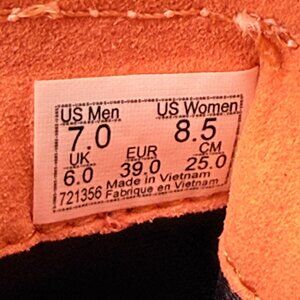 US Men US Women
7.0 8.5
UK EUR CM
6.0 39.0 25.0
Made in Vietnam
721356 Fabrique en Vietnam